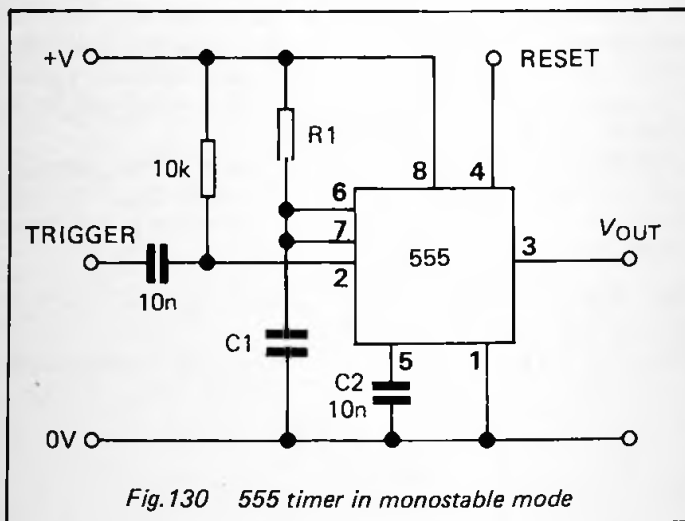 +V
RESET
R1
10k
8
4
6
7
TRIGGER
2
555
3
VOUT
10n
C1
5
1
C2
10n
0V
Fig.130 555 timer in monostable mode